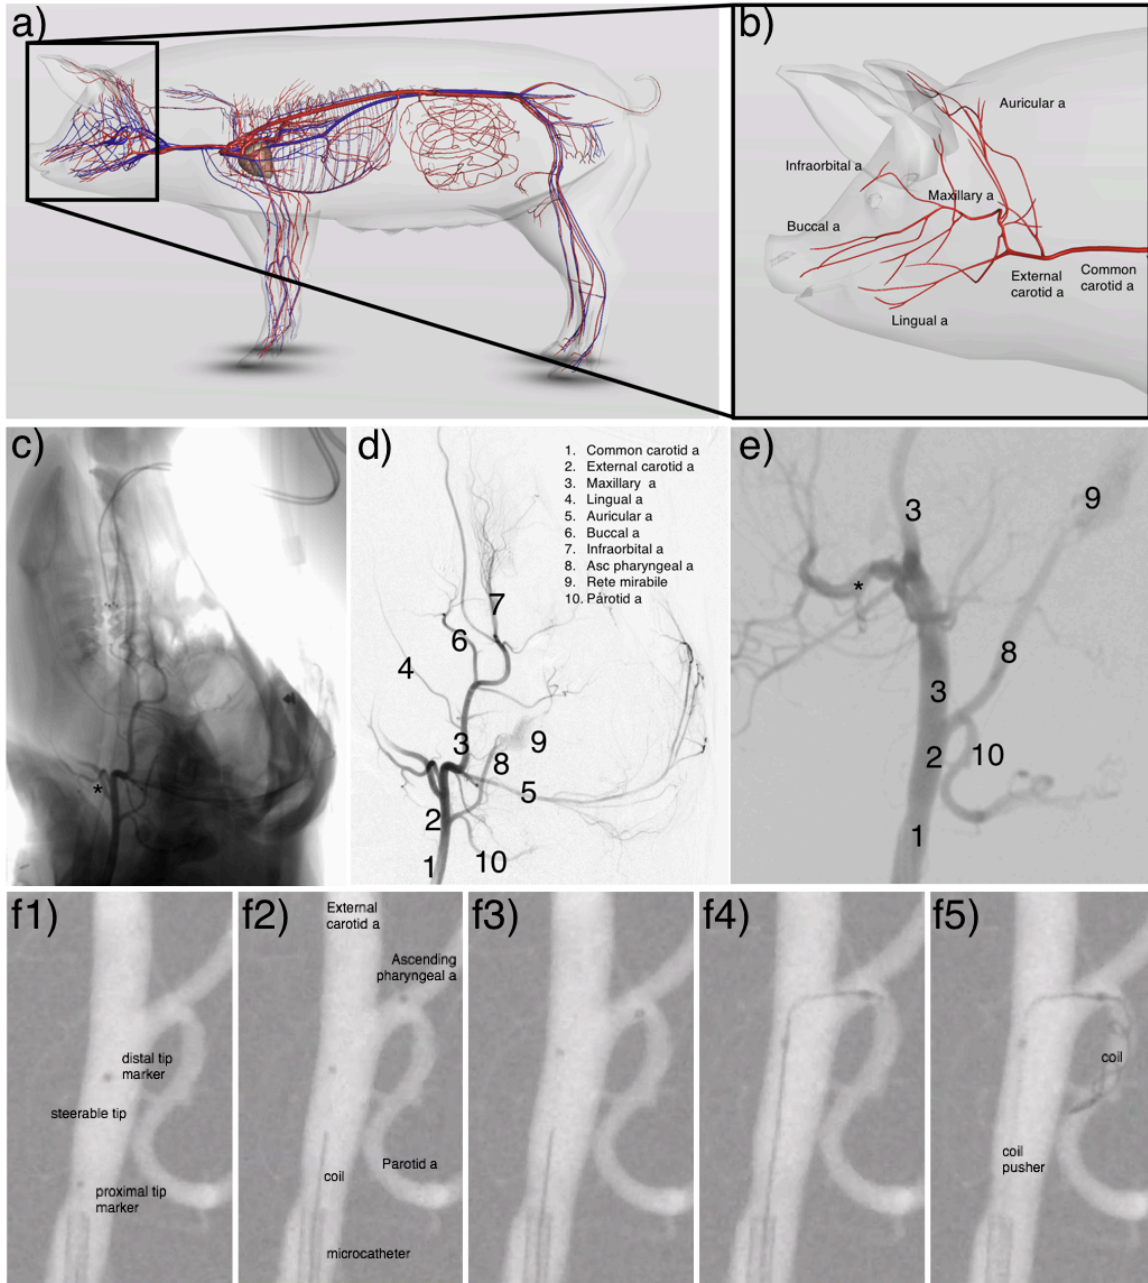 a)
b)
Auricular a
Infraorbital a
Maxillary a
Buccal a
External
carotid a
Common
carotid a
Lingual a
c)
*
d)
1. Common carotid a
2. External carotid a
3. Maxillary a
4. Lingual a
5. Auricular a
6. Buccal a
7. Infraorbital a
8. Asc pharyngeal a
9. Rete mirabile
10. Parotid a
7
6
4
3
9
8
5
2
10
1
e)
3
9
*
8
3
2
10
1
f1)
distal tip
marker
steerable tip
proximal tip
marker
f2)
External
carotid a
Ascending
pharyngeal a
Parotid a
coil
microcatheter
f3)
f4)
f5)
coil
coil
pusher